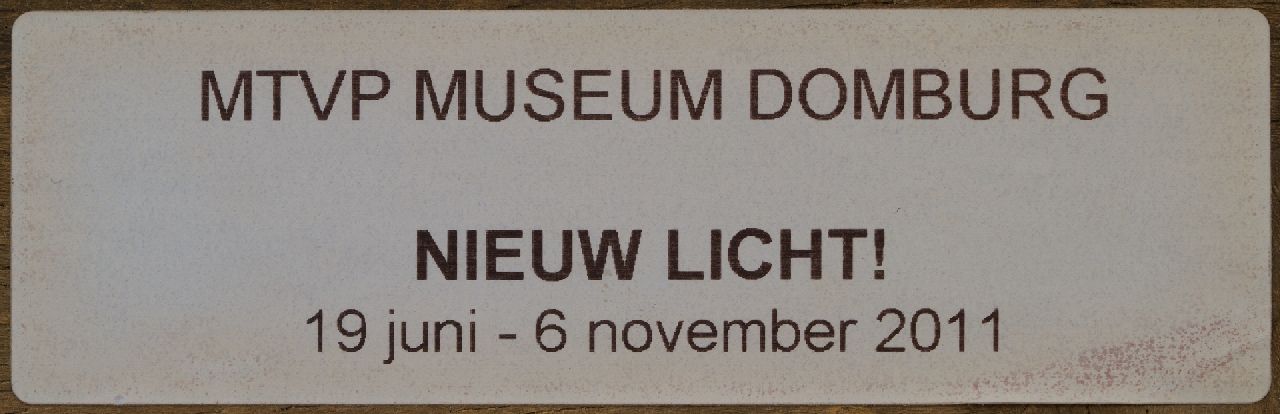 MTVP MUSEUM DOMBURG
NIEUW LICHT!
19 juni - 6 november 2011